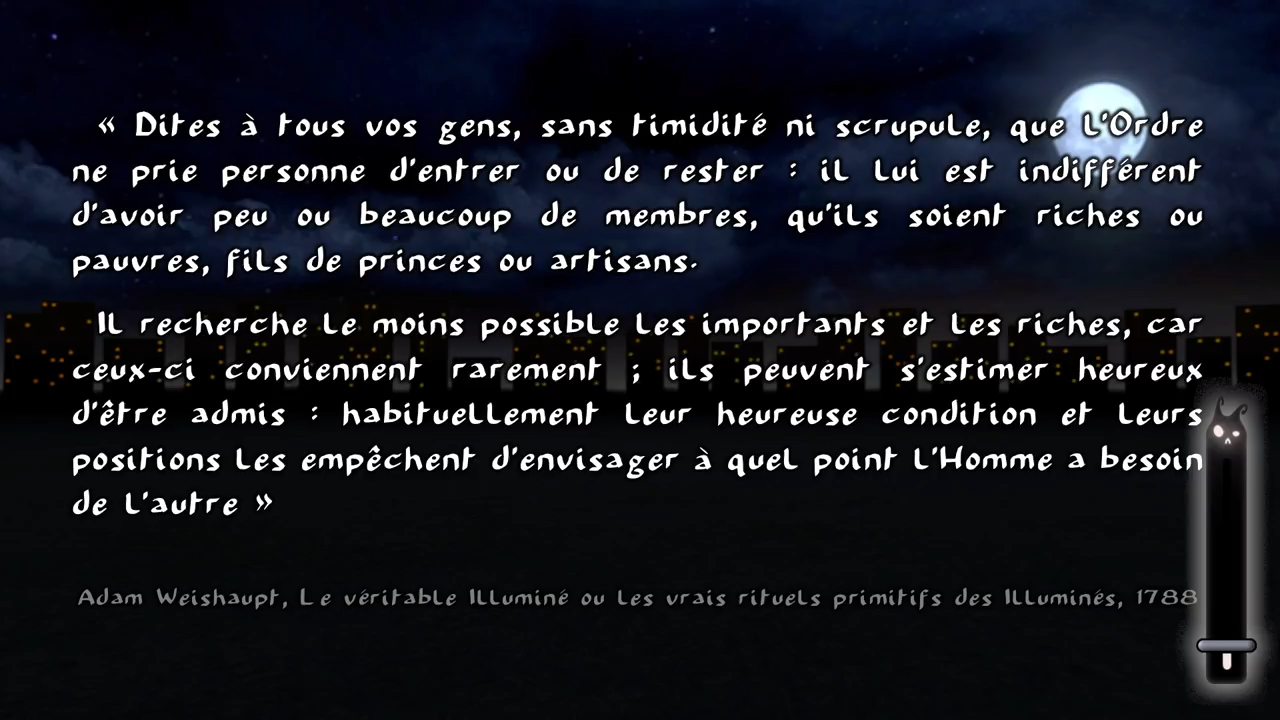 « Dites à tous vos gens, sans timidité ni scrupule, que l'Ordre
ne prie personne d'entrer ou de rester : il lui est indifférent
d'avoir peu ou beaucoup de membres, qu'ils soient riches ou
pauvres, fils de princes ou artisans.
Il recherche le moins possible les importants et les riches, car
ceux-ci conviennent rarement ; ils peuvent s'estimer heureux
d'être admis : habituellement leur heureuse condition et leurs
positions les empêchent d'envisager à quel point l'Homme a besoin
de l'autre »
Adam Weishaupt, Le véritable Illuminé ou les vrais rituels primitifs des Illuminés, 1788